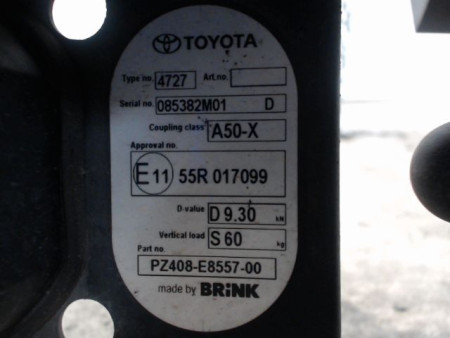 TOYOTA
Type no. 4727 Art.no.
Serial no. 085382M01 D
Coupling class A50-X
Approval no.
E 11 55R 017099
D-value D 9.30 kN
Vertical load S 60 kg
Part no.
PZ408-E8557-00
made by BRINK